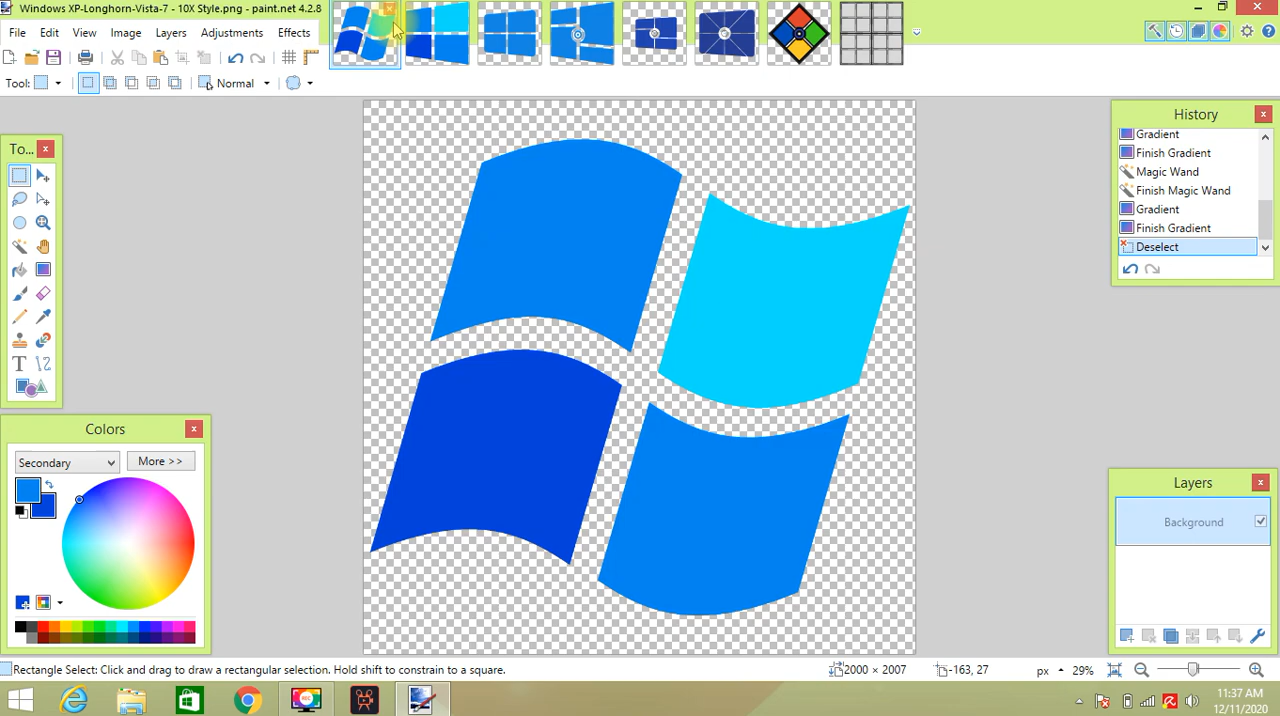 Windows XP-Longhorn-Vista-7 - 10X Style.png - paint.net 4.2.8
File Edit View Image Layers Adjustments Effects
Tool:
Normal
To...
History
Gradient
Finish Gradient
Magic Wand
Finish Magic Wand
Gradient
Finish Gradient
Deselect
Colors
Secondary
More >>
Layers
Background
Rectangle Select: Click and drag to draw a rectangular selection. Hold shift to constrain to a square.
2000 × 2007
-163, 27
px
29%
REC
11:37 AM
12/11/2020